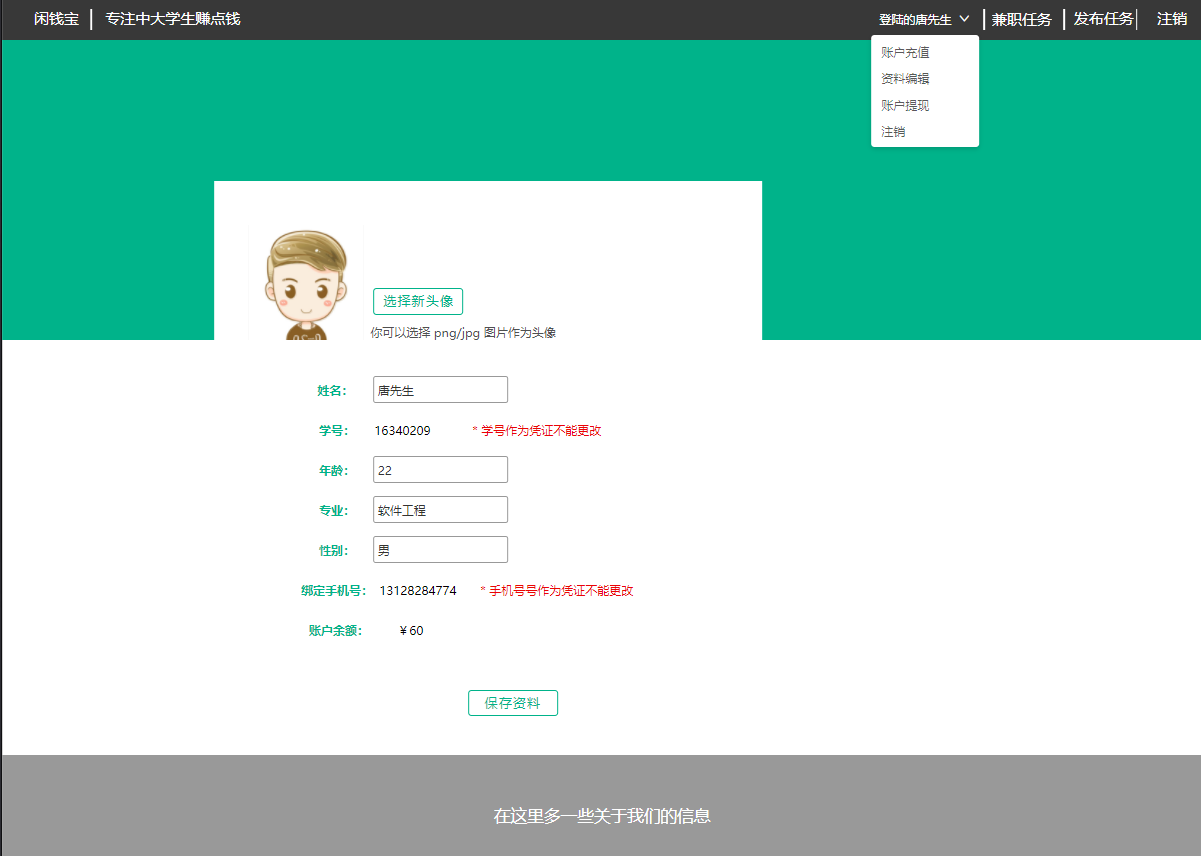 闲钱宝 | 专注中大学生赚点钱 登陆的唐先生 | 兼职任务 | 发布任务| 注销
账户充值
资料编辑
账户提现
注销
选择新头像
你可以选择 png/jpg 图片作为头像
姓名： 唐先生
学号： 16340209 * 学号作为凭证不能更改
年龄： 22
专业： 软件工程
性别： 男
绑定手机号： 13128284774 * 手机号号作为凭证不能更改
账户余额： ￥60
保存资料
在这里多一些关于我们的信息